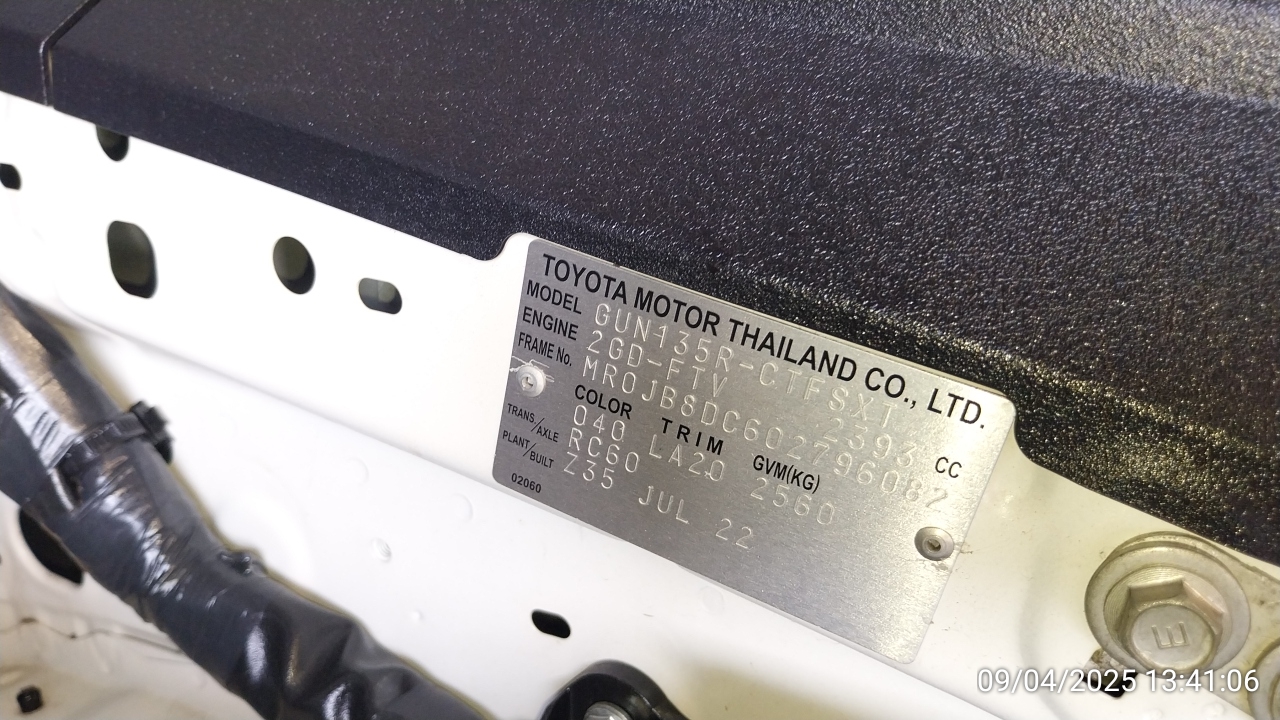 TOYOTA MOTOR THAILAND CO., LTD.
MODEL GUN135R-CTFSXT
ENGINE 2GD-FTV 2393 CC
FRAME No. MR0JB8DC602796087
COLOR TRIM GVM(KG)
040 LA20 2560
TRANS/AXLE RC60
PLANT/BUILT Z35 JUL 22
02060
E
09/04/2025 13:41:06